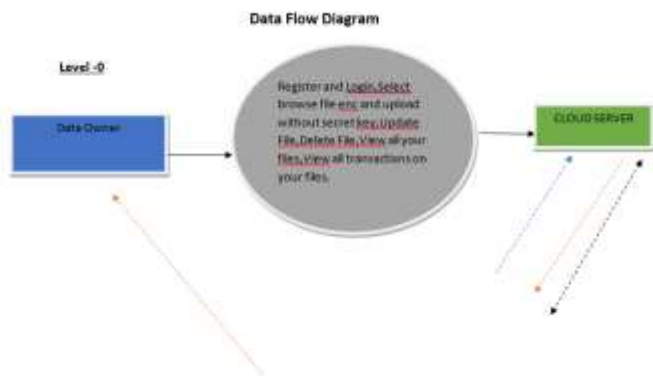 Data Flow Diagram
Level -0
Data Owner
Register and Login,Select
browse file enc and upload
without secret key,Update
File,Delete File,View all your
files,View all transactions on
your files.
CLOUD SERVER